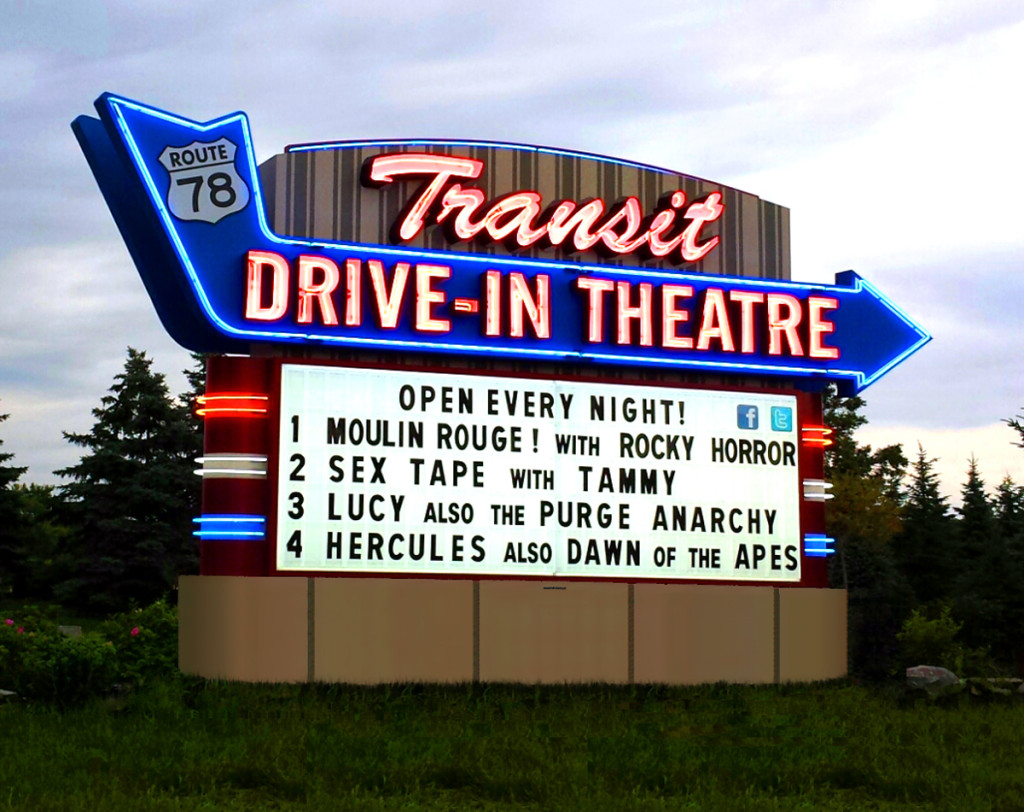 ROUTE
78
Transit
DRIVE-IN THEATRE
OPEN EVERY NIGHT!
f t
1 MOULIN ROUGE! WITH ROCKY HORROR
2 SEX TAPE WITH TAMMY
3 LUCY ALSO THE PURGE ANARCHY
4 HERCULES ALSO DAWN OF THE APES